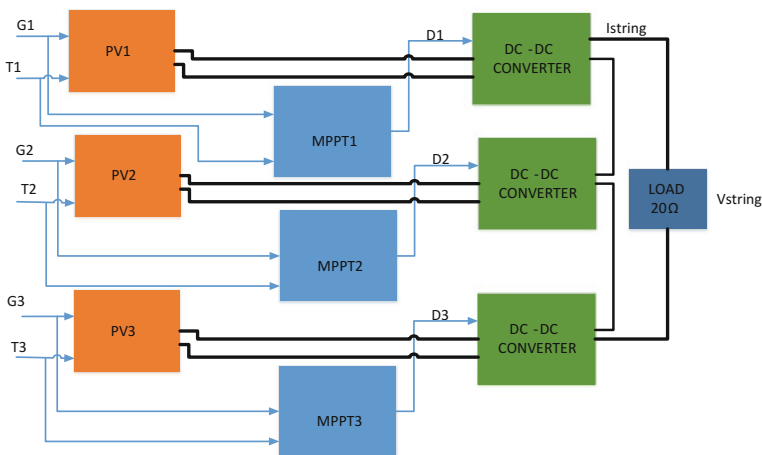 G1
PV1
D1
DC - DC
CONVERTER
Istring
T1
MPPT1
G2
PV2
D2
DC - DC
CONVERTER
T2
LOAD
20Ω
Vstring
MPPT2
G3
PV3
D3
DC - DC
CONVERTER
T3
MPPT3